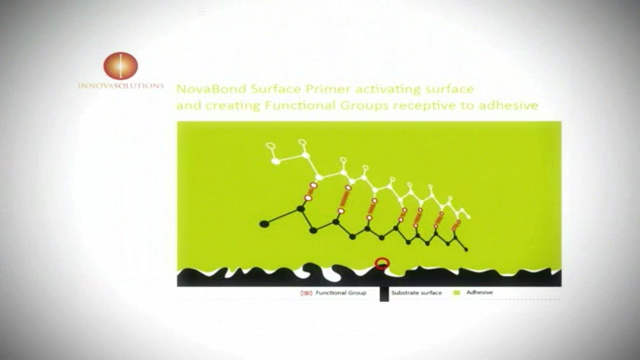 INNOVASOLUTIONS
NovaBond Surface Primer activating surface
and creating Functional Groups receptive to adhesive
Functional Group
Substrate surface
Adhesive